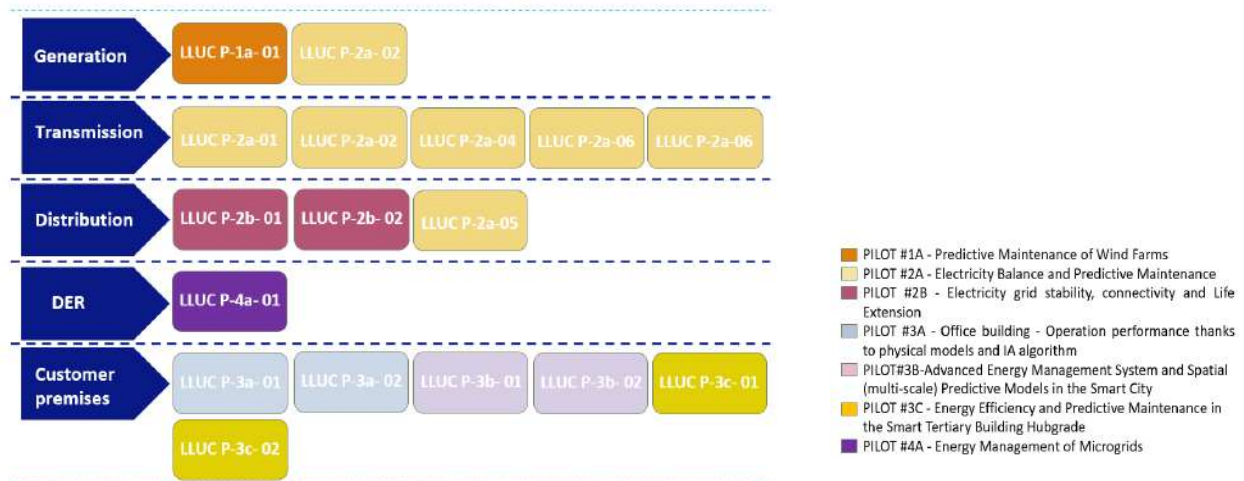 Generation
LLUC P-1a- 01
LLUC P-2a- 02
Transmission
LLUC P-2a-01
LLUC P-2a-02
LLUC P-2a-04
LLUC P-2a-06
LLUC P-2a-06
Distribution
LLUC P-2b- 01
LLUC P-2b- 02
LLUC P-2a-05
DER
LLUC P-4a- 01
Customer
premises
LLUC P-3a- 01
LLUC P-3a- 02
LLUC P-3b- 01
LLUC P-3b- 02
LLUC P-3c- 01
LLUC P-3c- 02
PILOT #1A - Predictive Maintenance of Wind Farms
PILOT #2A - Electricity Balance and Predictive Maintenance
PILOT #2B - Electricity grid stability, connectivity and Life
Extension
PILOT #3A - Office building - Operation performance thanks
to physical models and IA algorithm
PILOT#3B-Advanced Energy Management System and Spatial
(multi-scale) Predictive Models in the Smart City
PILOT #3C - Energy Efficiency and Predictive Maintenance in
the Smart Tertiary Building Hubgrade
PILOT #4A - Energy Management of Microgrids